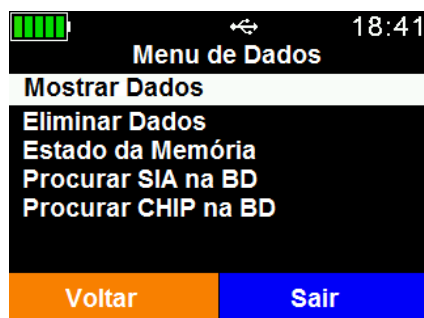 18:41
Menu de Dados
Mostrar Dados
Eliminar Dados
Estado da Memória
Procurar SIA na BD
Procurar CHIP na BD
Voltar Sair